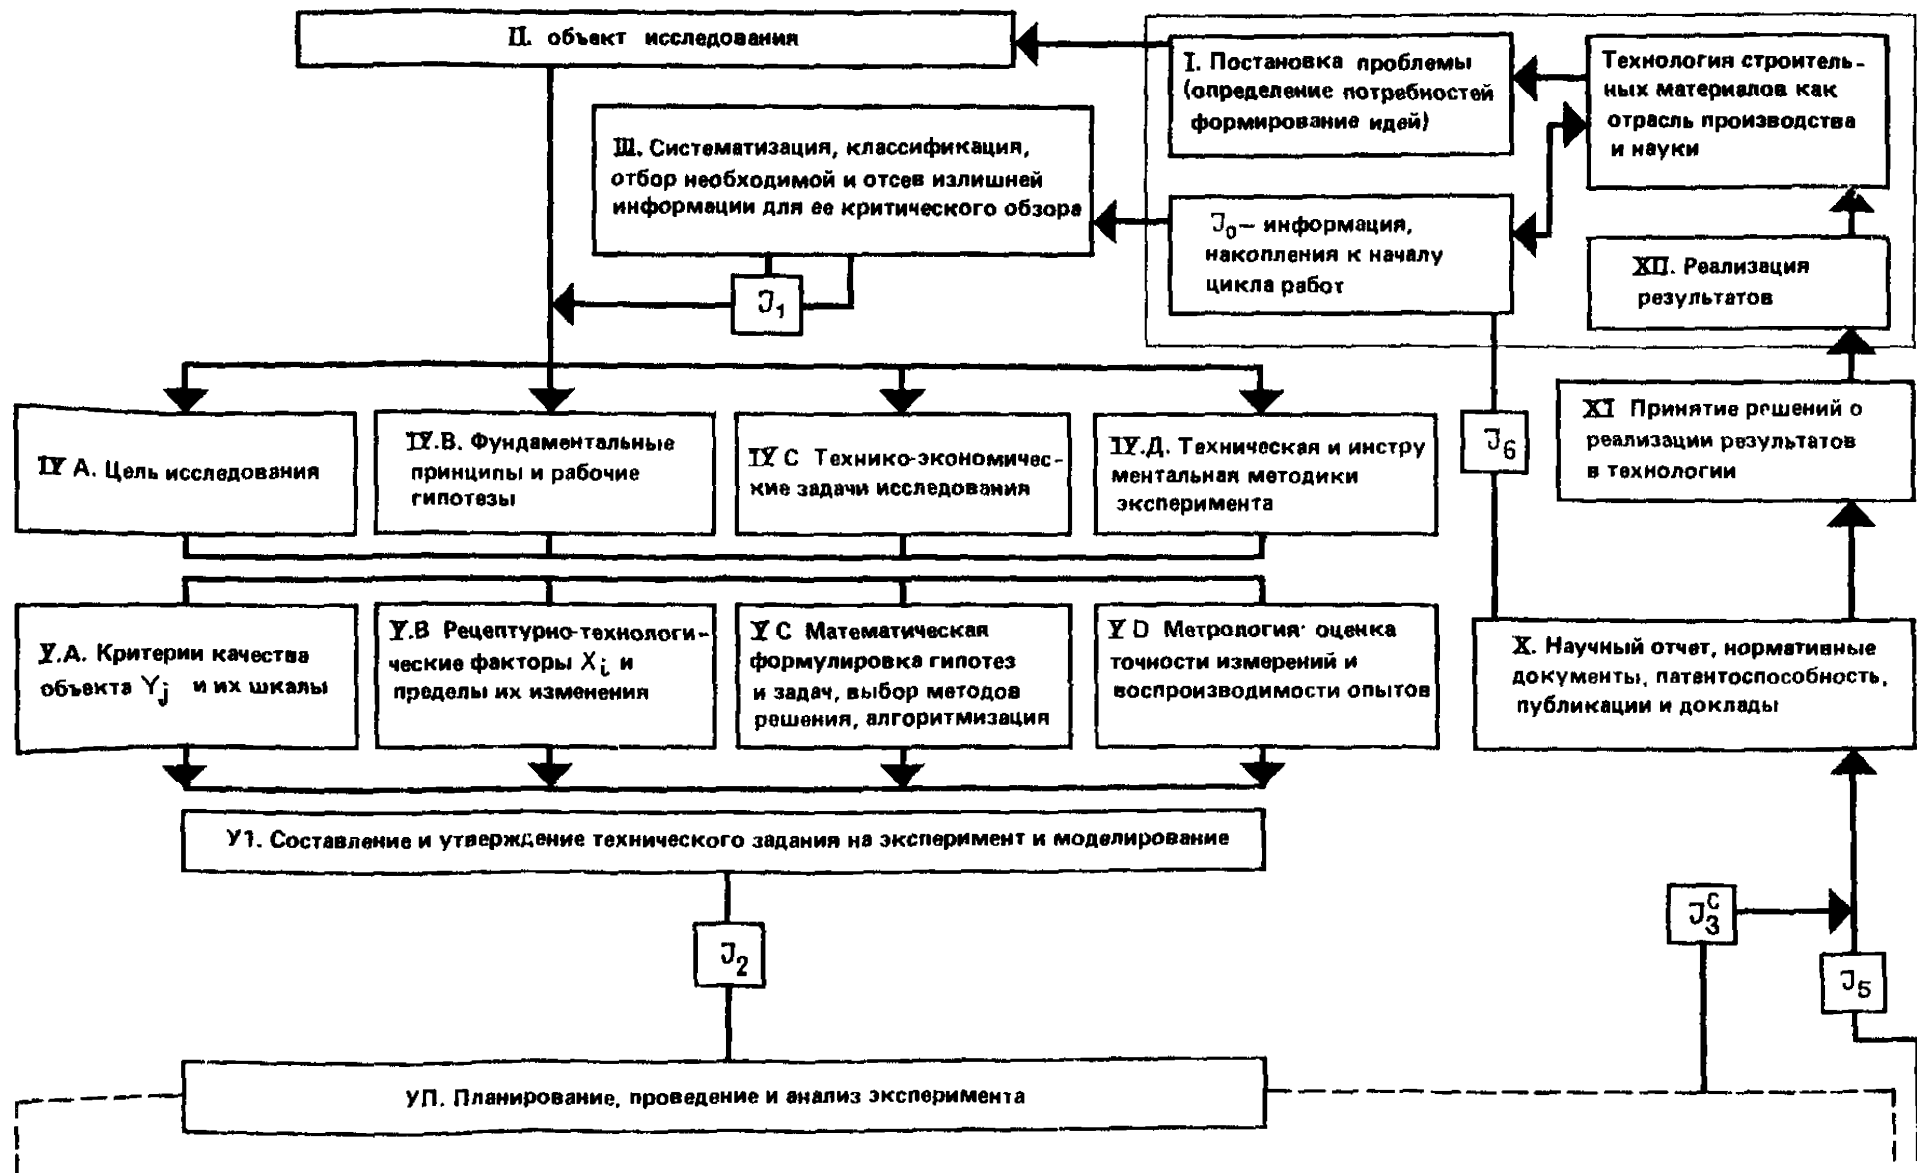 II. объект исследования
I. Постановка проблемы
(определение потребностей
формирование идей)
Технология строитель-
ных материалов как
отрасль производства
и науки
III. Систематизация, классификация,
отбор необходимой и отсев излишней
информации для ее критического обзора
J₀ – информация,
накопления к началу
цикла работ
XII. Реализация
результатов
J₁
IV А. Цель исследования
IV.В. Фундаментальные
принципы и рабочие
гипотезы
IV С Технико-экономичес-
кие задачи исследования
IV.Д. Техническая и инстру
ментальная методики
эксперимента
J₆
XI Принятие решений о
реализации результатов
в технологии
V.А. Критерии качества
объекта Yⱼ и их шкалы
V.В Рецептурно-технологи-
ческие факторы Xᵢ и
пределы их изменения
V С Математическая
формулировка гипотез
и задач, выбор методов
решения, алгоритмизация
V D Метрология· оценка
точности измерений и
воспроизводимости опытов
X. Научный отчет, нормативные
документы, патентоспособность,
публикации и доклады
У1. Составление и утверждение технического задания на эксперимент и моделирование
J₂
J₃ᶜ
J₅
УП. Планирование, проведение и анализ эксперимента